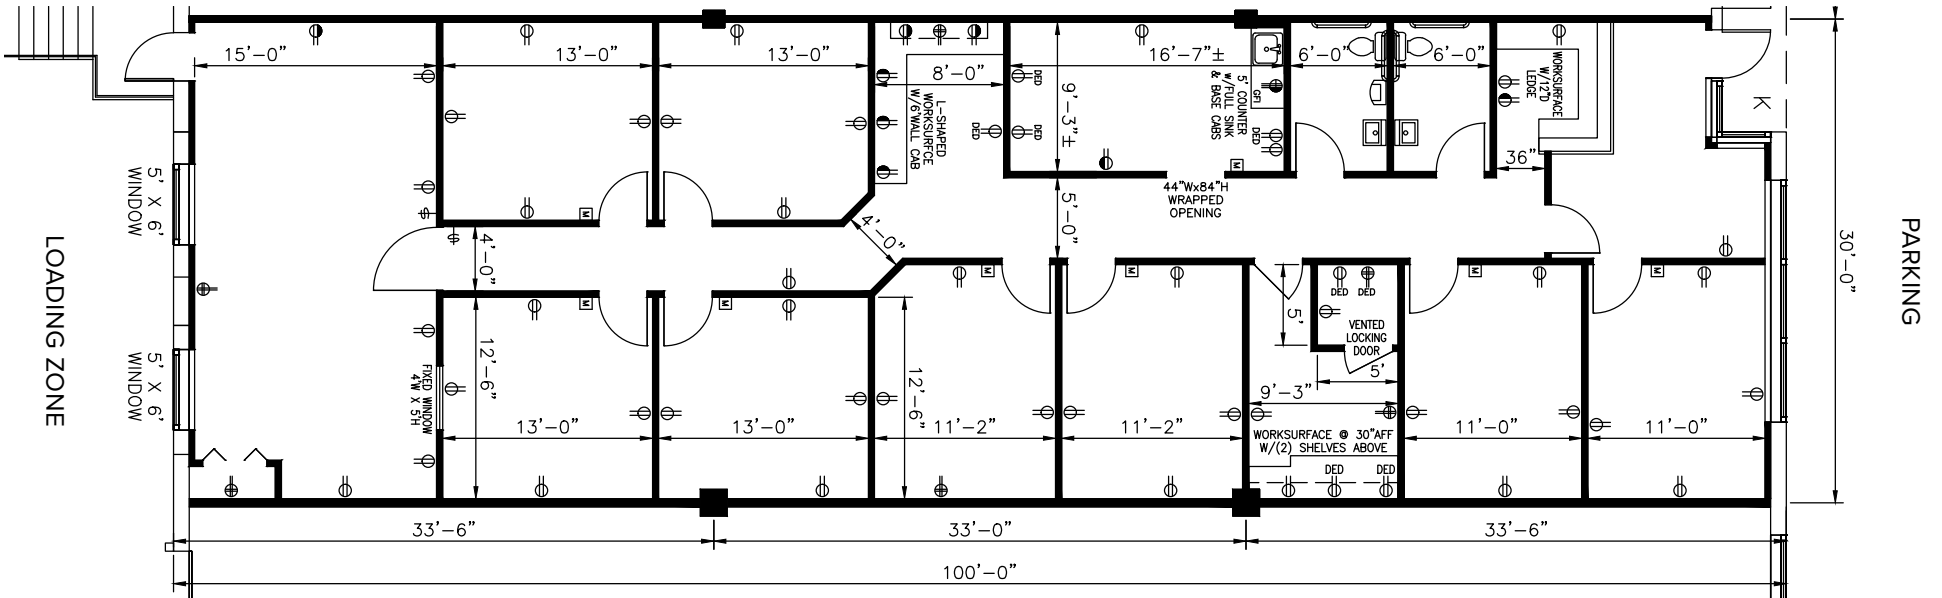 15'-0"
13'-0"
13'-0"
8'-0"
16'-7"±
6'-0"
6'-0"
DED
DED
DED
9'-3"±
L-SHAPED
WORKSURFCE
W/6"WALL CAB
5' COUNTER
w/FULL SINK
& BASE CABS
GFI
DED
WORKSURFACE
W/12"D
LEDGE
K
36"
M
44"Wx84"H
WRAPPED
OPENING
5' X 6'
WINDOW
M
$
$
4'-0"
4'-0"
5'-0"
30'-0"
PARKING
LOADING ZONE
M
M
M
M
M
M
DED
DED
5'
VENTED
LOCKING
DOOR
5'
5' X 6'
WINDOW
FIXED WINDOW
4'W X 5'H
12'-6"
12'-6"
9'-3"
13'-0"
13'-0"
11'-2"
11'-2"
WORKSURFACE @ 30"AFF
W/(2) SHELVES ABOVE
11'-0"
11'-0"
DED
DED
33'-6"
33'-0"
33'-6"
100'-0"